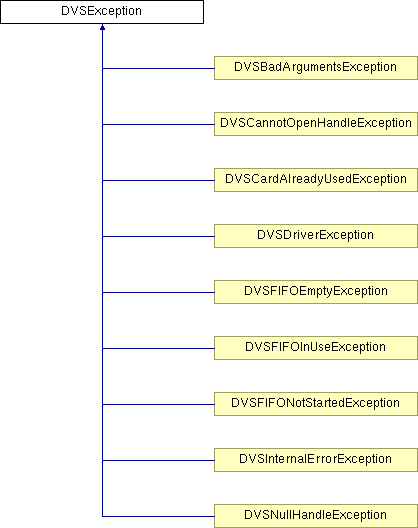 DVSException
DVSBadArgumentsException
DVSCannotOpenHandleException
DVSCardAlreadyUsedException
DVSDriverException
DVSFIFOEmptyException
DVSFIFOInUseException
DVSFIFONotStartedException
DVSInternalErrorException
DVSNullHandleException